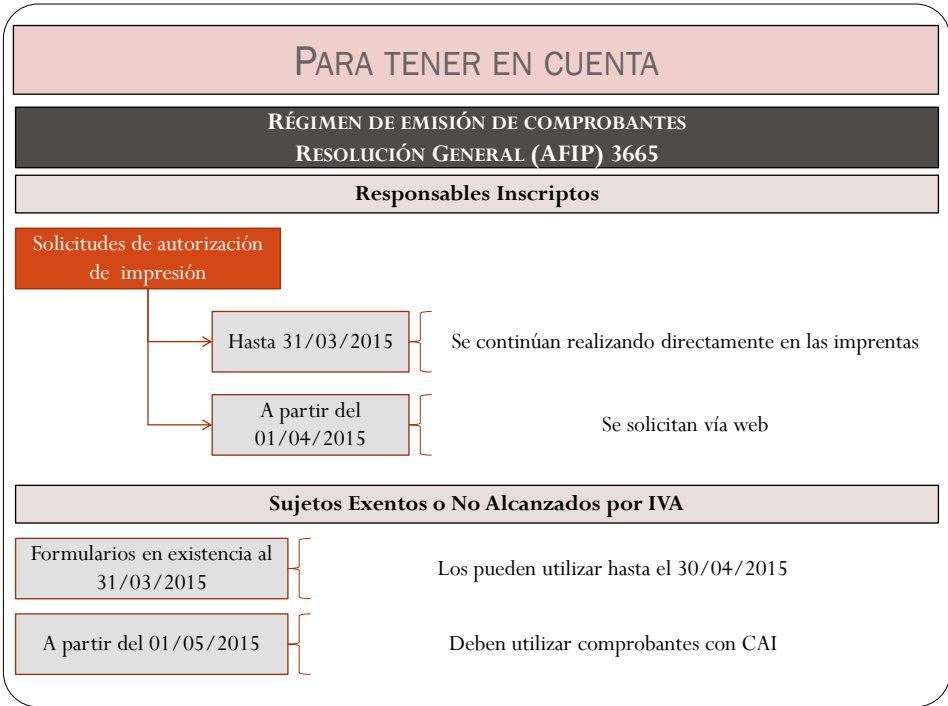 PARA TENER EN CUENTA
RÉGIMEN DE EMISIÓN DE COMPROBANTES
RESOLUCIÓN GENERAL (AFIP) 3665
Responsables Inscriptos
Solicitudes de autorización
de impresión
Hasta 31/03/2015
Se continúan realizando directamente en las imprentas
A partir del
01/04/2015
Se solicitan vía web
Sujetos Exentos o No Alcanzados por IVA
Formularios en existencia al
31/03/2015
Los pueden utilizar hasta el 30/04/2015
A partir del 01/05/2015
Deben utilizar comprobantes con CAI